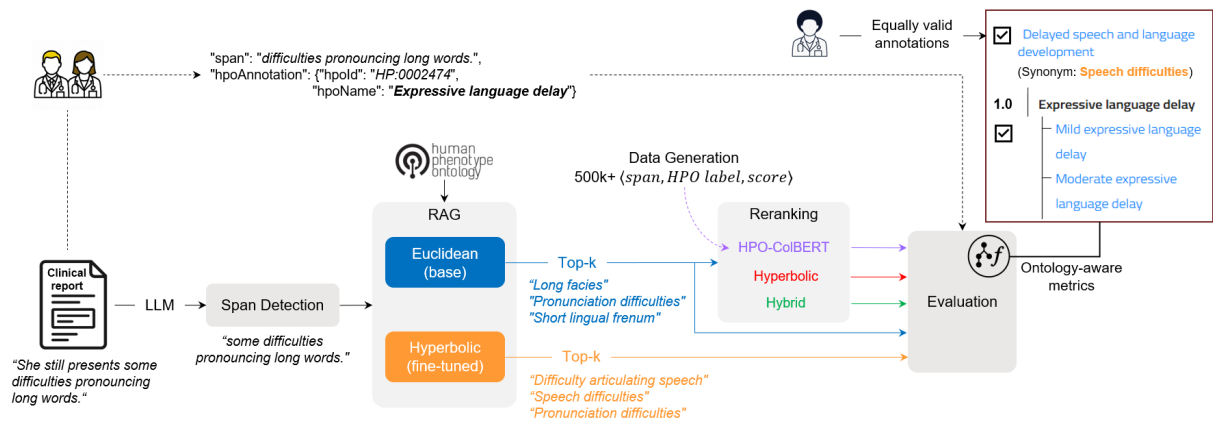 "span": "difficulties pronouncing long words.",
"hpoAnnotation": {"hpoId": "HP:0002474",
"hpoName": "Expressive language delay"}
Equally valid
annotations
Delayed speech and language
development
(Synonym: Speech difficulties)
1.0 Expressive language delay
Mild expressive language
delay
Moderate expressive
language delay
human
phenotype
ontology
Data Generation
500k+ ⟨span, HPO label, score⟩
RAG
Euclidean
(base)
Top-k
"Long facies"
"Pronunciation difficulties"
"Short lingual frenum"
Reranking
HPO-ColBERT
Hyperbolic
Hybrid
f
Evaluation
Ontology-aware
metrics
Clinical
report
LLM
Span Detection
"some difficulties
pronouncing long words."
“She still presents some
difficulties pronouncing
long words.“
Hyperbolic
(fine-tuned)
Top-k
“Difficulty articulating speech"
“Speech difficulties"
“Pronunciation difficulties"